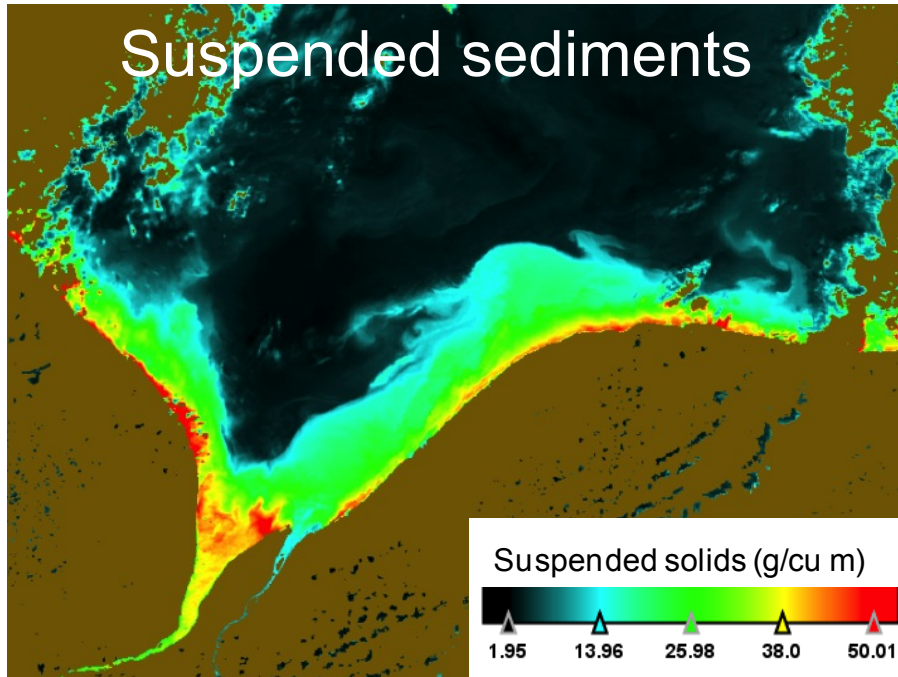 Suspended sediments
Suspended solids (g/cu m)
1.95 13.96 25.98 38.0 50.01